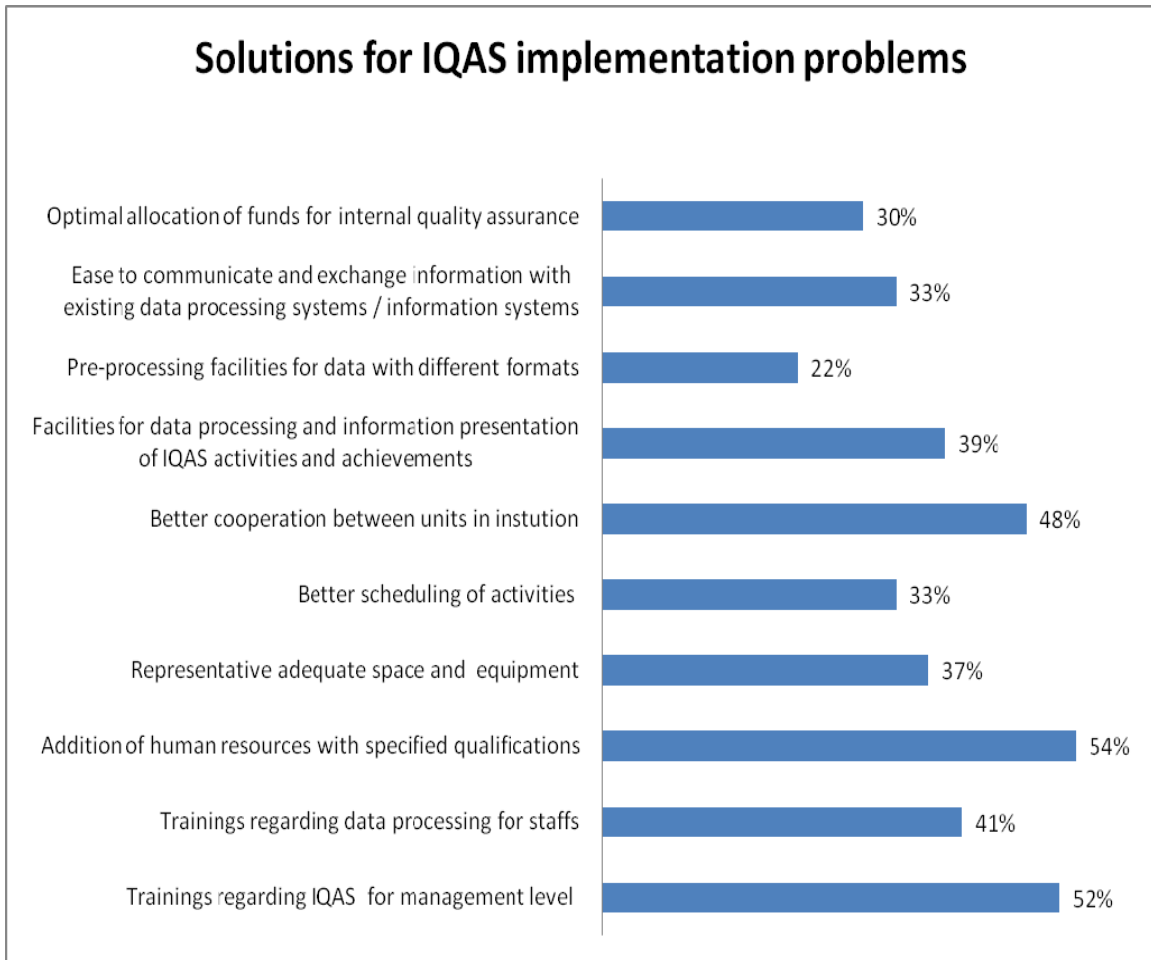 Solutions for IQAS implementation problems
Optimal allocation of funds for internal quality assurance
30%
Ease to communicate and exchange information with
existing data processing systems / information systems
33%
Pre-processing facilities for data with different formats
22%
Facilities for data processing and information presentation
of IQAS activities and achievements
39%
Better cooperation between units in instution
48%
Better scheduling of activities
33%
Representative adequate space and equipment
37%
Addition of human resources with specified qualifications
54%
Trainings regarding data processing for staffs
41%
Trainings regarding IQAS for management level
52%